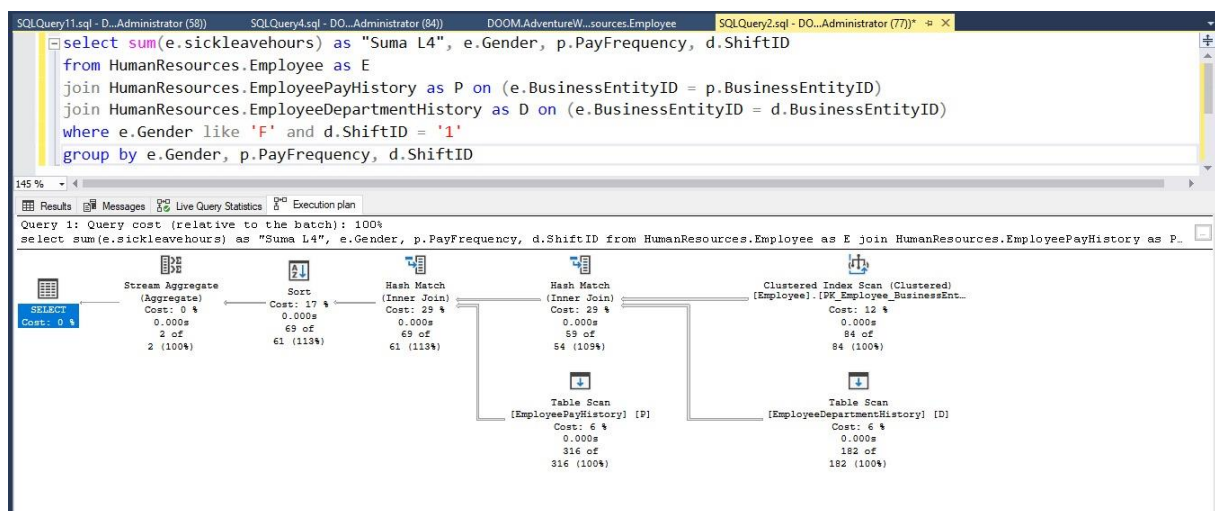 SQLQuery11.sql - D...Administrator (58)) SQLQuery4.sql - DO...Administrator (84)) DOOM.AdventureW...sources.Employee SQLQuery2.sql - DO...Administrator (77))*
select sum(e.sickleavehours) as "Suma L4", e.Gender, p.PayFrequency, d.ShiftID
from HumanResources.Employee as E
join HumanResources.EmployeePayHistory as P on (e.BusinessEntityID = p.BusinessEntityID)
join HumanResources.EmployeeDepartmentHistory as D on (e.BusinessEntityID = d.BusinessEntityID)
where e.Gender like 'F' and d.ShiftID = '1'
group by e.Gender, p.PayFrequency, d.ShiftID
145 %
Results Messages Live Query Statistics Execution plan
Query 1: Query cost (relative to the batch): 100%
select sum(e.sickleavehours) as "Suma L4", e.Gender, p.PayFrequency, d.ShiftID from HumanResources.Employee as E join HumanResources.EmployeePayHistory as P…
SELECT
Cost: 0 %
Stream Aggregate
(Aggregate)
Cost: 0 %
0.000s
2 of
2 (100%)
Sort
Cost: 17 %
0.000s
69 of
61 (113%)
Hash Match
(Inner Join)
Cost: 29 %
0.000s
69 of
61 (113%)
Hash Match
(Inner Join)
Cost: 29 %
0.000s
59 of
54 (109%)
Clustered Index Scan (Clustered)
[Employee].[PK_Employee_BusinessEnt…
Cost: 12 %
0.000s
84 of
84 (100%)
Table Scan
[EmployeePayHistory] [P]
Cost: 6 %
0.000s
316 of
316 (100%)
Table Scan
[EmployeeDepartmentHistory] [D]
Cost: 6 %
0.000s
182 of
182 (100%)